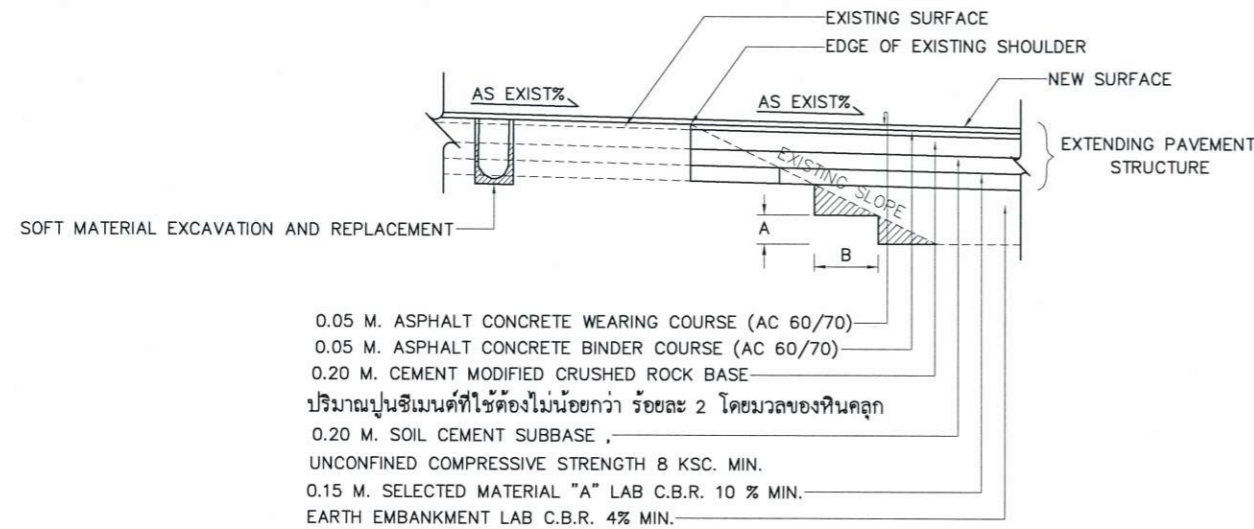 EXISTING SURFACE
EDGE OF EXISTING SHOULDER
NEW SURFACE
AS EXIST%
AS EXIST%
EXTENDING PAVEMENT
STRUCTURE
EXISTING SLOPE
SOFT MATERIAL EXCAVATION AND REPLACEMENT
A
B
0.05 M. ASPHALT CONCRETE WEARING COURSE (AC 60/70)
0.05 M. ASPHALT CONCRETE BINDER COURSE (AC 60/70)
0.20 M. CEMENT MODIFIED CRUSHED ROCK BASE
ปริมาณปูนซีเมนต์ที่ใช้ต้องไม่น้อยกว่า ร้อยละ 2 โดยมวลของหินคลุก
0.20 M. SOIL CEMENT SUBBASE ,
UNCONFINED COMPRESSIVE STRENGTH 8 KSC. MIN.
0.15 M. SELECTED MATERIAL "A" LAB C.B.R. 10 % MIN.
EARTH EMBANKMENT LAB C.B.R. 4% MIN.